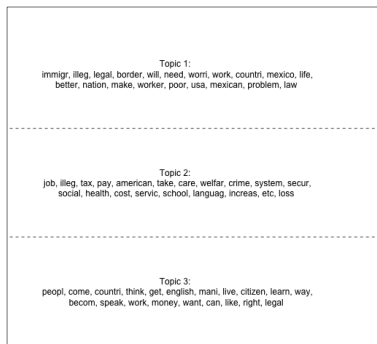 Topic 1:
immigr, illeg, legal, border, will, need, worri, work, countri, mexico, life,
better, nation, make, worker, poor, usa, mexican, problem, law
Topic 2:
job, illeg, tax, pay, american, take, care, welfar, crime, system, secur,
social, health, cost, servic, school, languag, increas, etc, loss
Topic 3:
peopl, come, countri, think, get, english, mani, live, citizen, learn, way,
becom, speak, work, money, want, can, like, right, legal